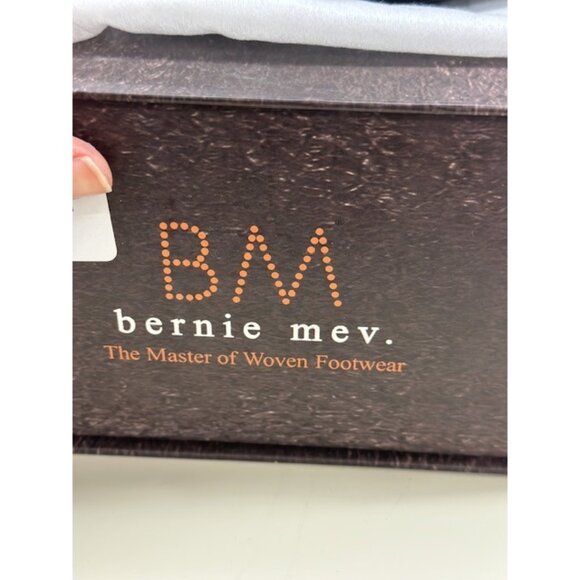 BM
bernie mev.
The Master of Woven Footwear